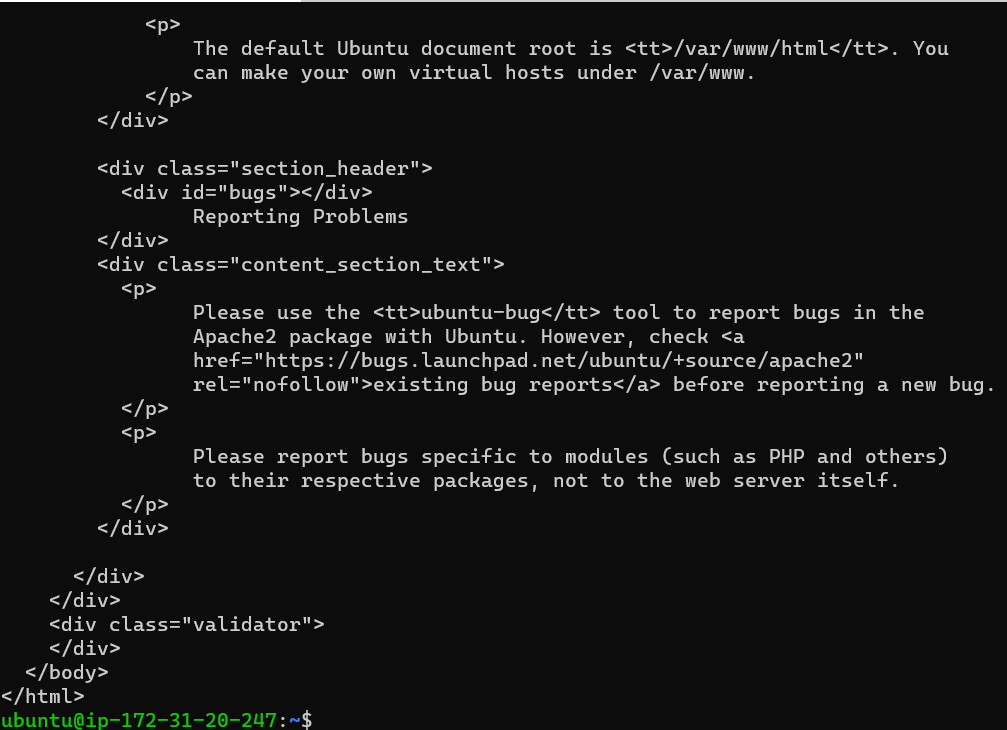 <p>
                The default Ubuntu document root is <tt>/var/www/html</tt>. You
                can make your own virtual hosts under /var/www.
            </p>
        </div>

        <div class="section_header">
          <div id="bugs"></div>
                Reporting Problems
        </div>
        <div class="content_section_text">
          <p>
                Please use the <tt>ubuntu-bug</tt> tool to report bugs in the
                Apache2 package with Ubuntu. However, check <a
                href="https://bugs.launchpad.net/ubuntu/+source/apache2"
                rel="nofollow">existing bug reports</a> before reporting a new bug.
          </p>
          <p>
                Please report bugs specific to modules (such as PHP and others)
                to their respective packages, not to the web server itself.
          </p>
        </div>

      </div>
    </div>
    <div class="validator">
    </div>
  </body>
</html>
ubuntu@ip-172-31-20-247:~$